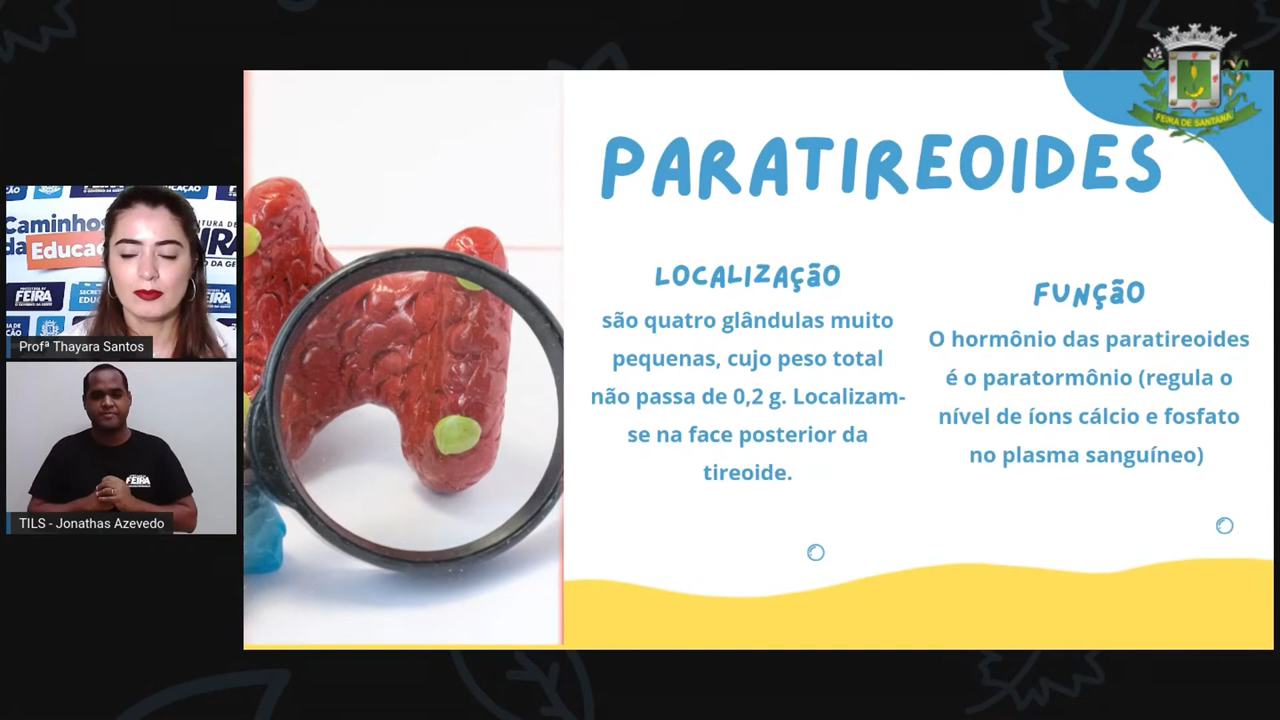 FEIRA DE SANTANA
PARATIREOIDES
LOCALIZAÇÃO
são quatro glândulas muito
pequenas, cujo peso total
não passa de 0,2 g. Localizam-
se na face posterior da
tireoide.
FUNÇÃO
O hormônio das paratireoides
é o paratormônio (regula o
nível de íons cálcio e fosfato
no plasma sanguíneo)
Caminhos
da Educa
FEIRA
Profª Thayara Santos
FEIRA
TILS - Jonathas Azevedo